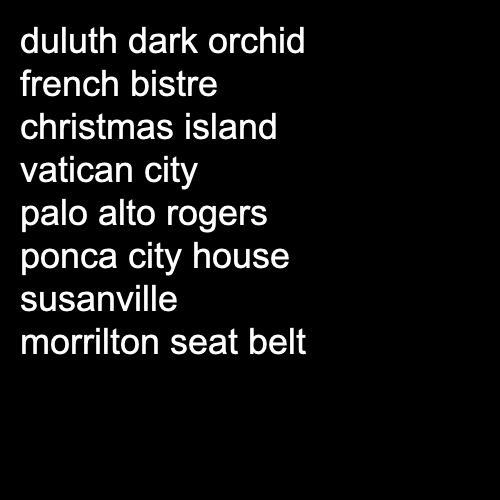 duluth dark orchid
french bistre
christmas island
vatican city
palo alto rogers
ponca city house
susanville
morrilton seat belt